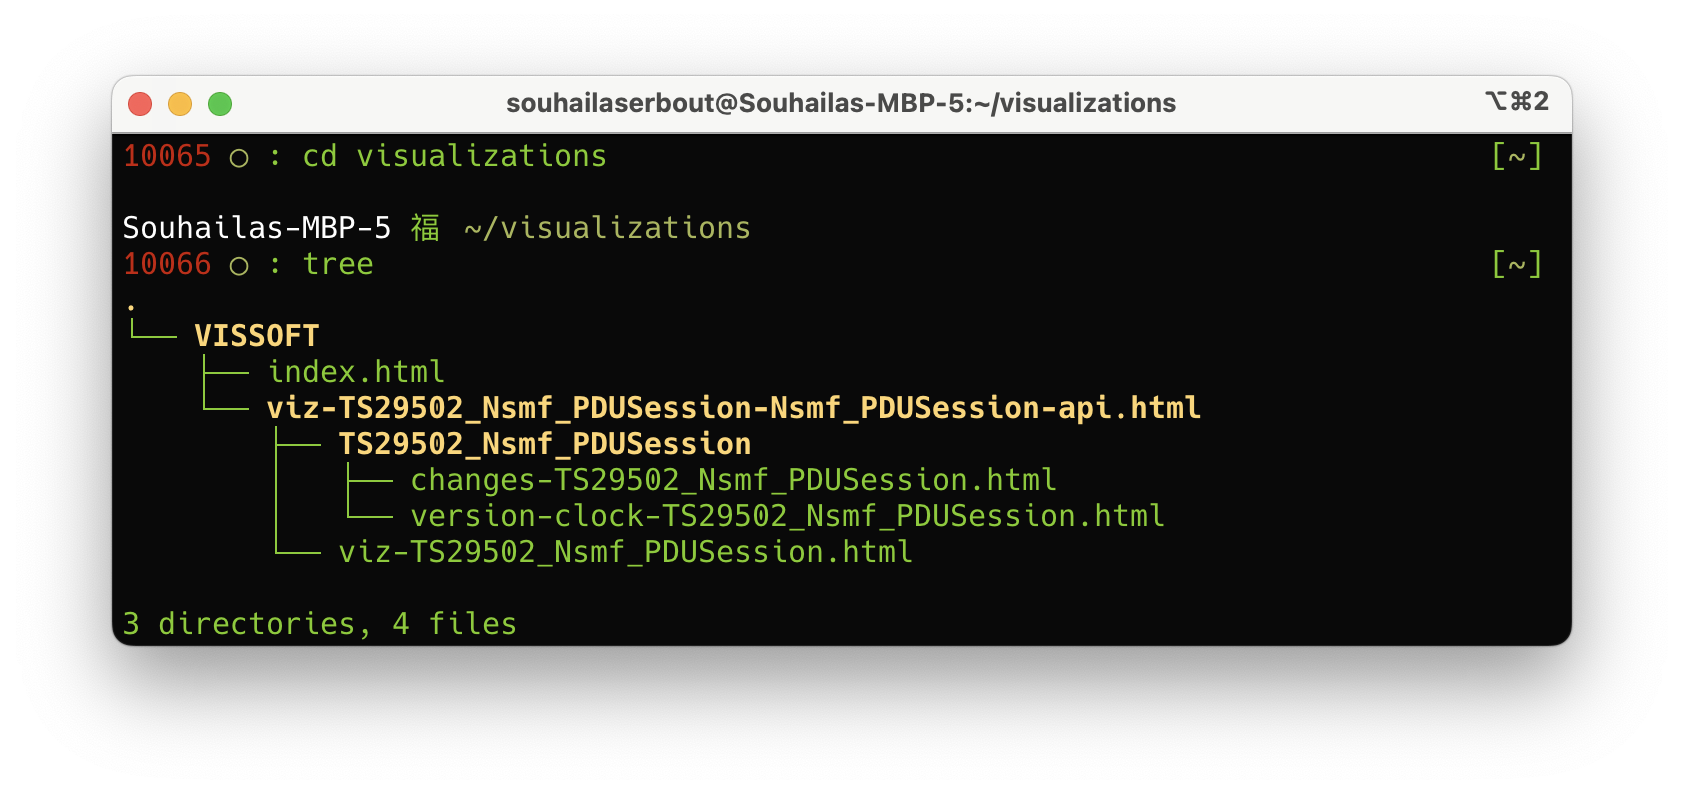 souhailaserbout@Souhailas-MBP-5:~/visualizations ⌥⌘2
10065 ○ : cd visualizations [~]
Souhailas-MBP-5 福 ~/visualizations
10066 ○ : tree [~]
.
└── VISSOFT
    ├── index.html
    └── viz-TS29502_Nsmf_PDUSession-Nsmf_PDUSession-api.html
        ├── TS29502_Nsmf_PDUSession
        │   ├── changes-TS29502_Nsmf_PDUSession.html
        │   └── version-clock-TS29502_Nsmf_PDUSession.html
        └── viz-TS29502_Nsmf_PDUSession.html
3 directories, 4 files